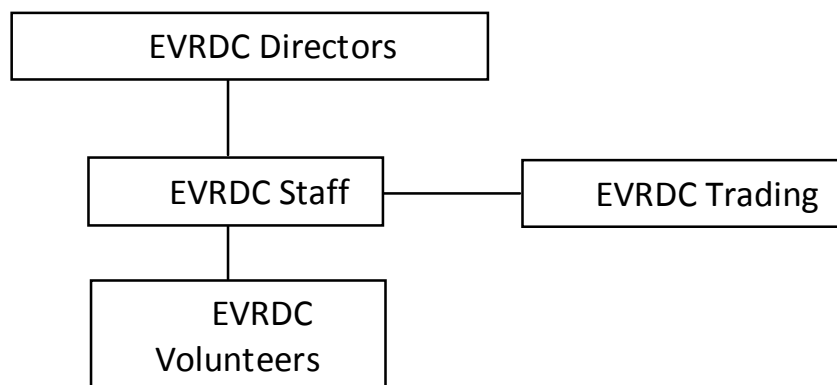 EVRDC Directors
EVRDC Staff
EVRDC Trading
EVRDC
Volunteers